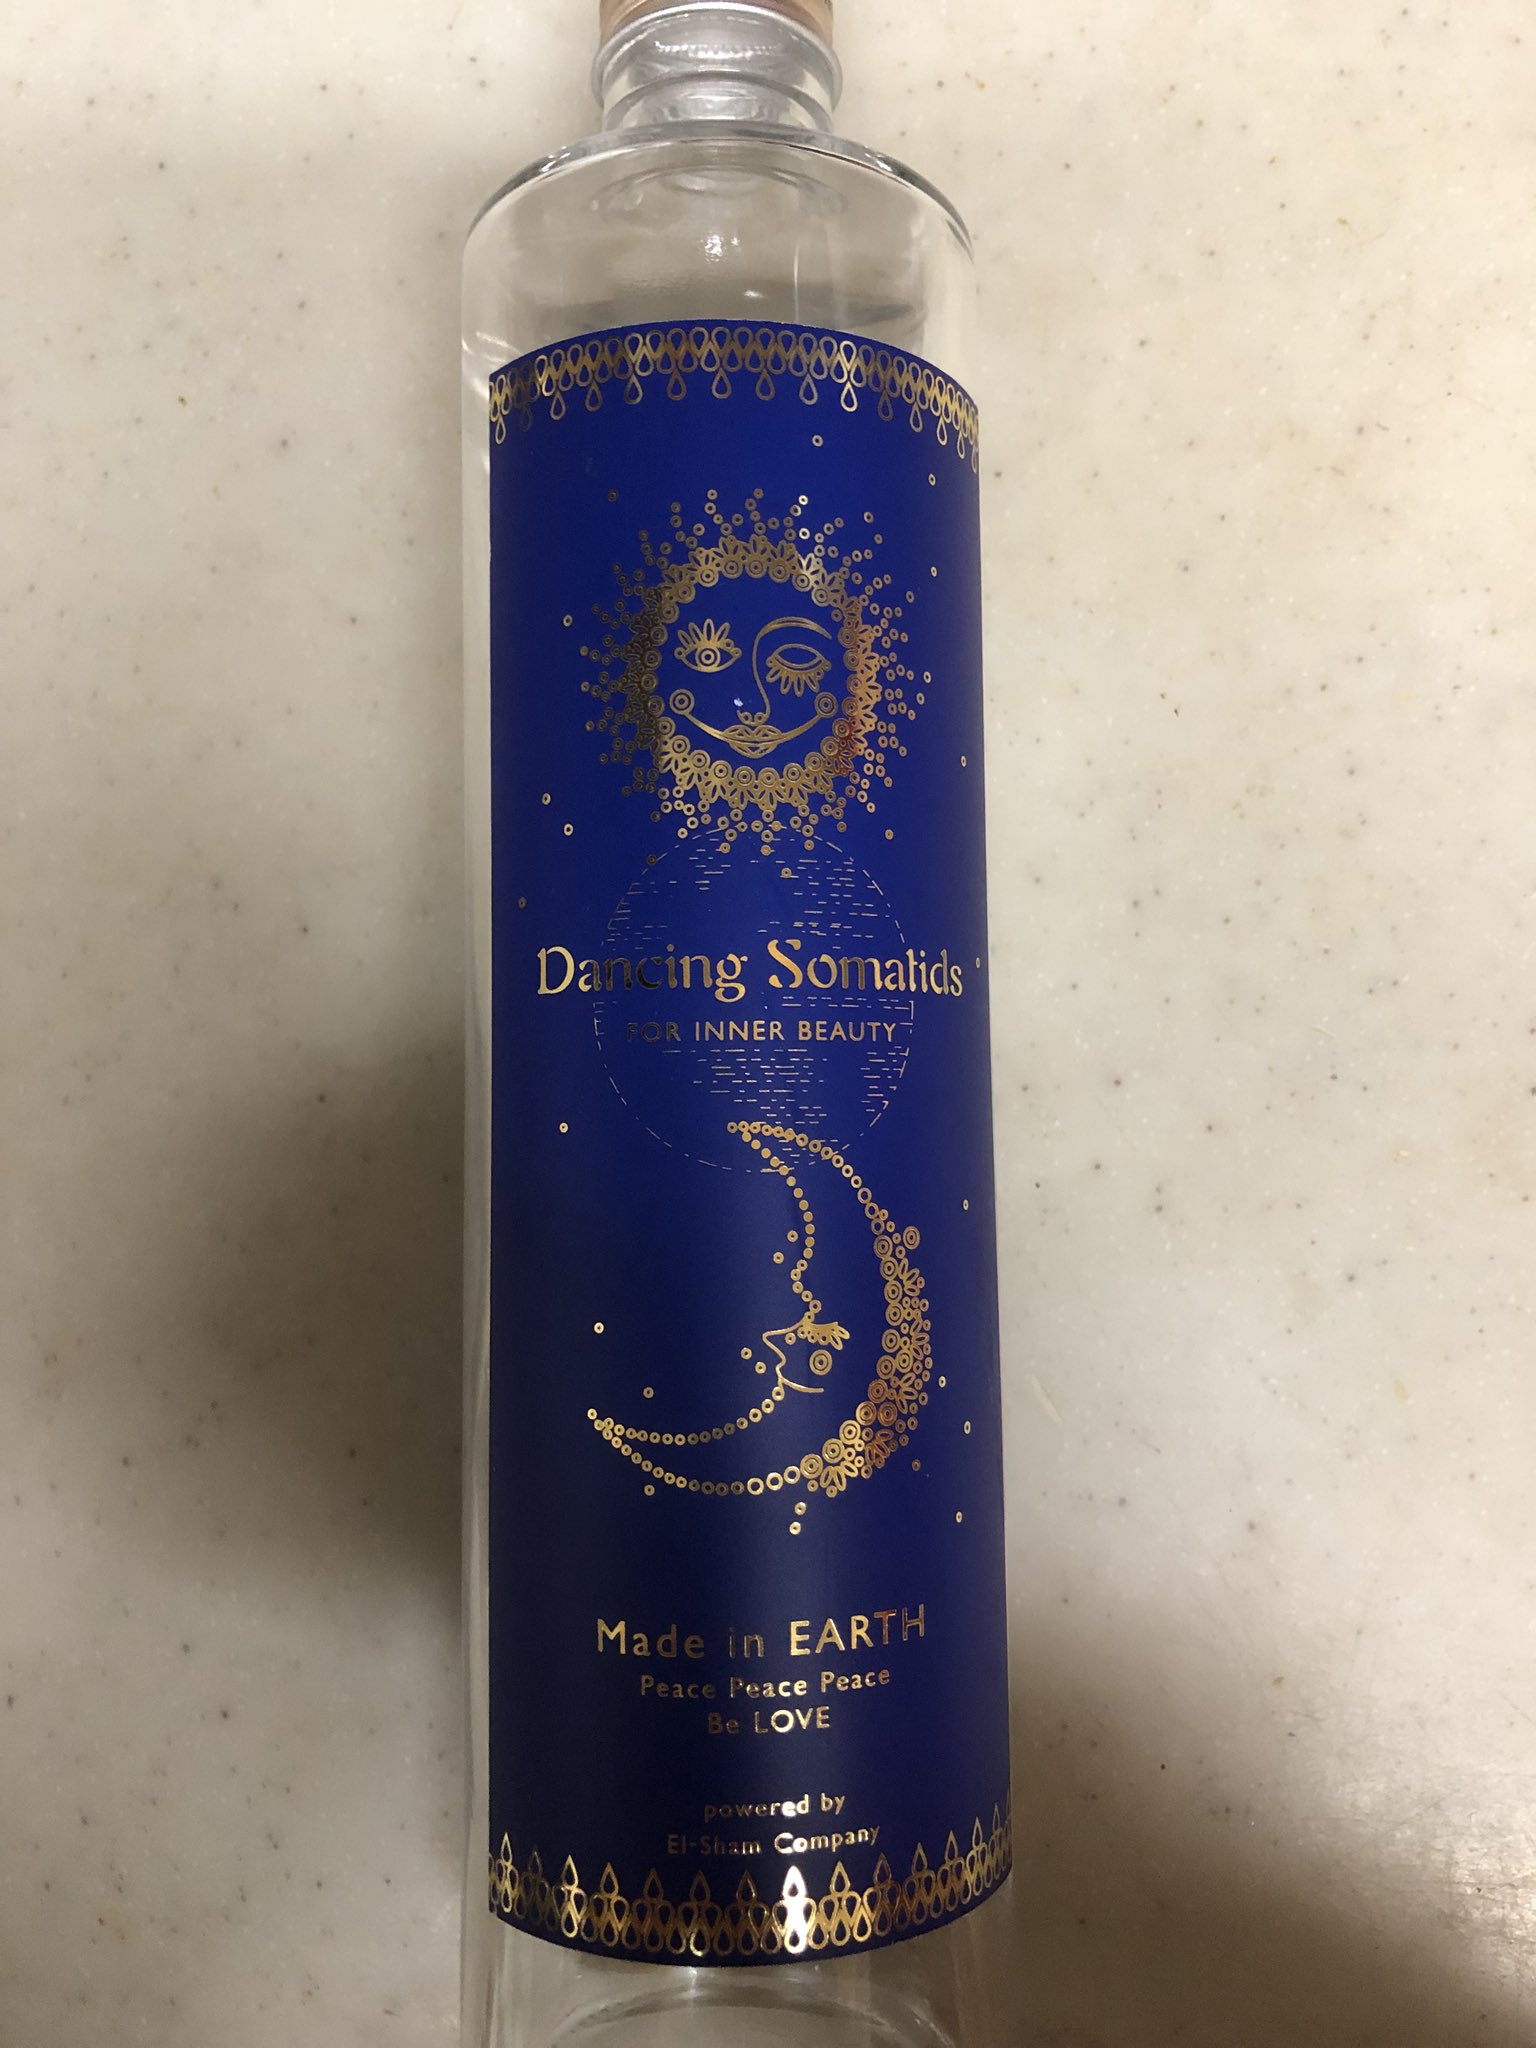 Dancing Somatids
FOR INNER BEAUTY
Made in EARTH
Peace Peace Peace
Be LOVE
powered by
El-Sham Company